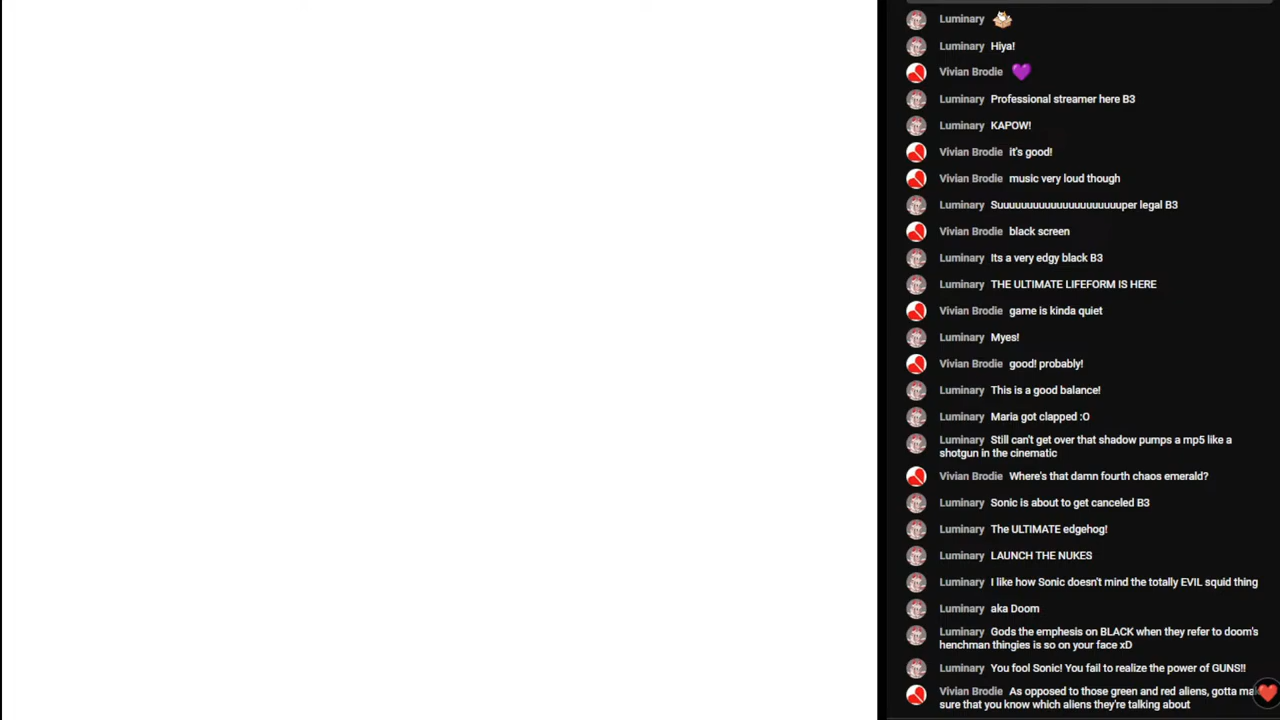 Luminary
Luminary Hiya!
Vivian Brodie
Luminary Professional streamer here B3
Luminary KAPOW!
Vivian Brodie it's good!
Vivian Brodie music very loud though
Luminary Suuuuuuuuuuuuuuuuuuuuper legal B3
Vivian Brodie black screen
Luminary Its a very edgy black B3
Luminary THE ULTIMATE LIFEFORM IS HERE
Vivian Brodie game is kinda quiet
Luminary Myes!
Vivian Brodie good! probably!
Luminary This is a good balance!
Luminary Maria got clapped :O
Luminary Still can't get over that shadow pumps a mp5 like a
shotgun in the cinematic
Vivian Brodie Where's that damn fourth chaos emerald?
Luminary Sonic is about to get canceled B3
Luminary The ULTIMATE edgehog!
Luminary LAUNCH THE NUKES
Luminary I like how Sonic doesn't mind the totally EVIL squid thing
Luminary aka Doom
Luminary Gods the emphesis on BLACK when they refer to doom's
henchman thingies is so on your face xD
Luminary You fool Sonic! You fail to realize the power of GUNS!!
Vivian Brodie As opposed to those green and red aliens, gotta ma
sure that you know which aliens they're talking about